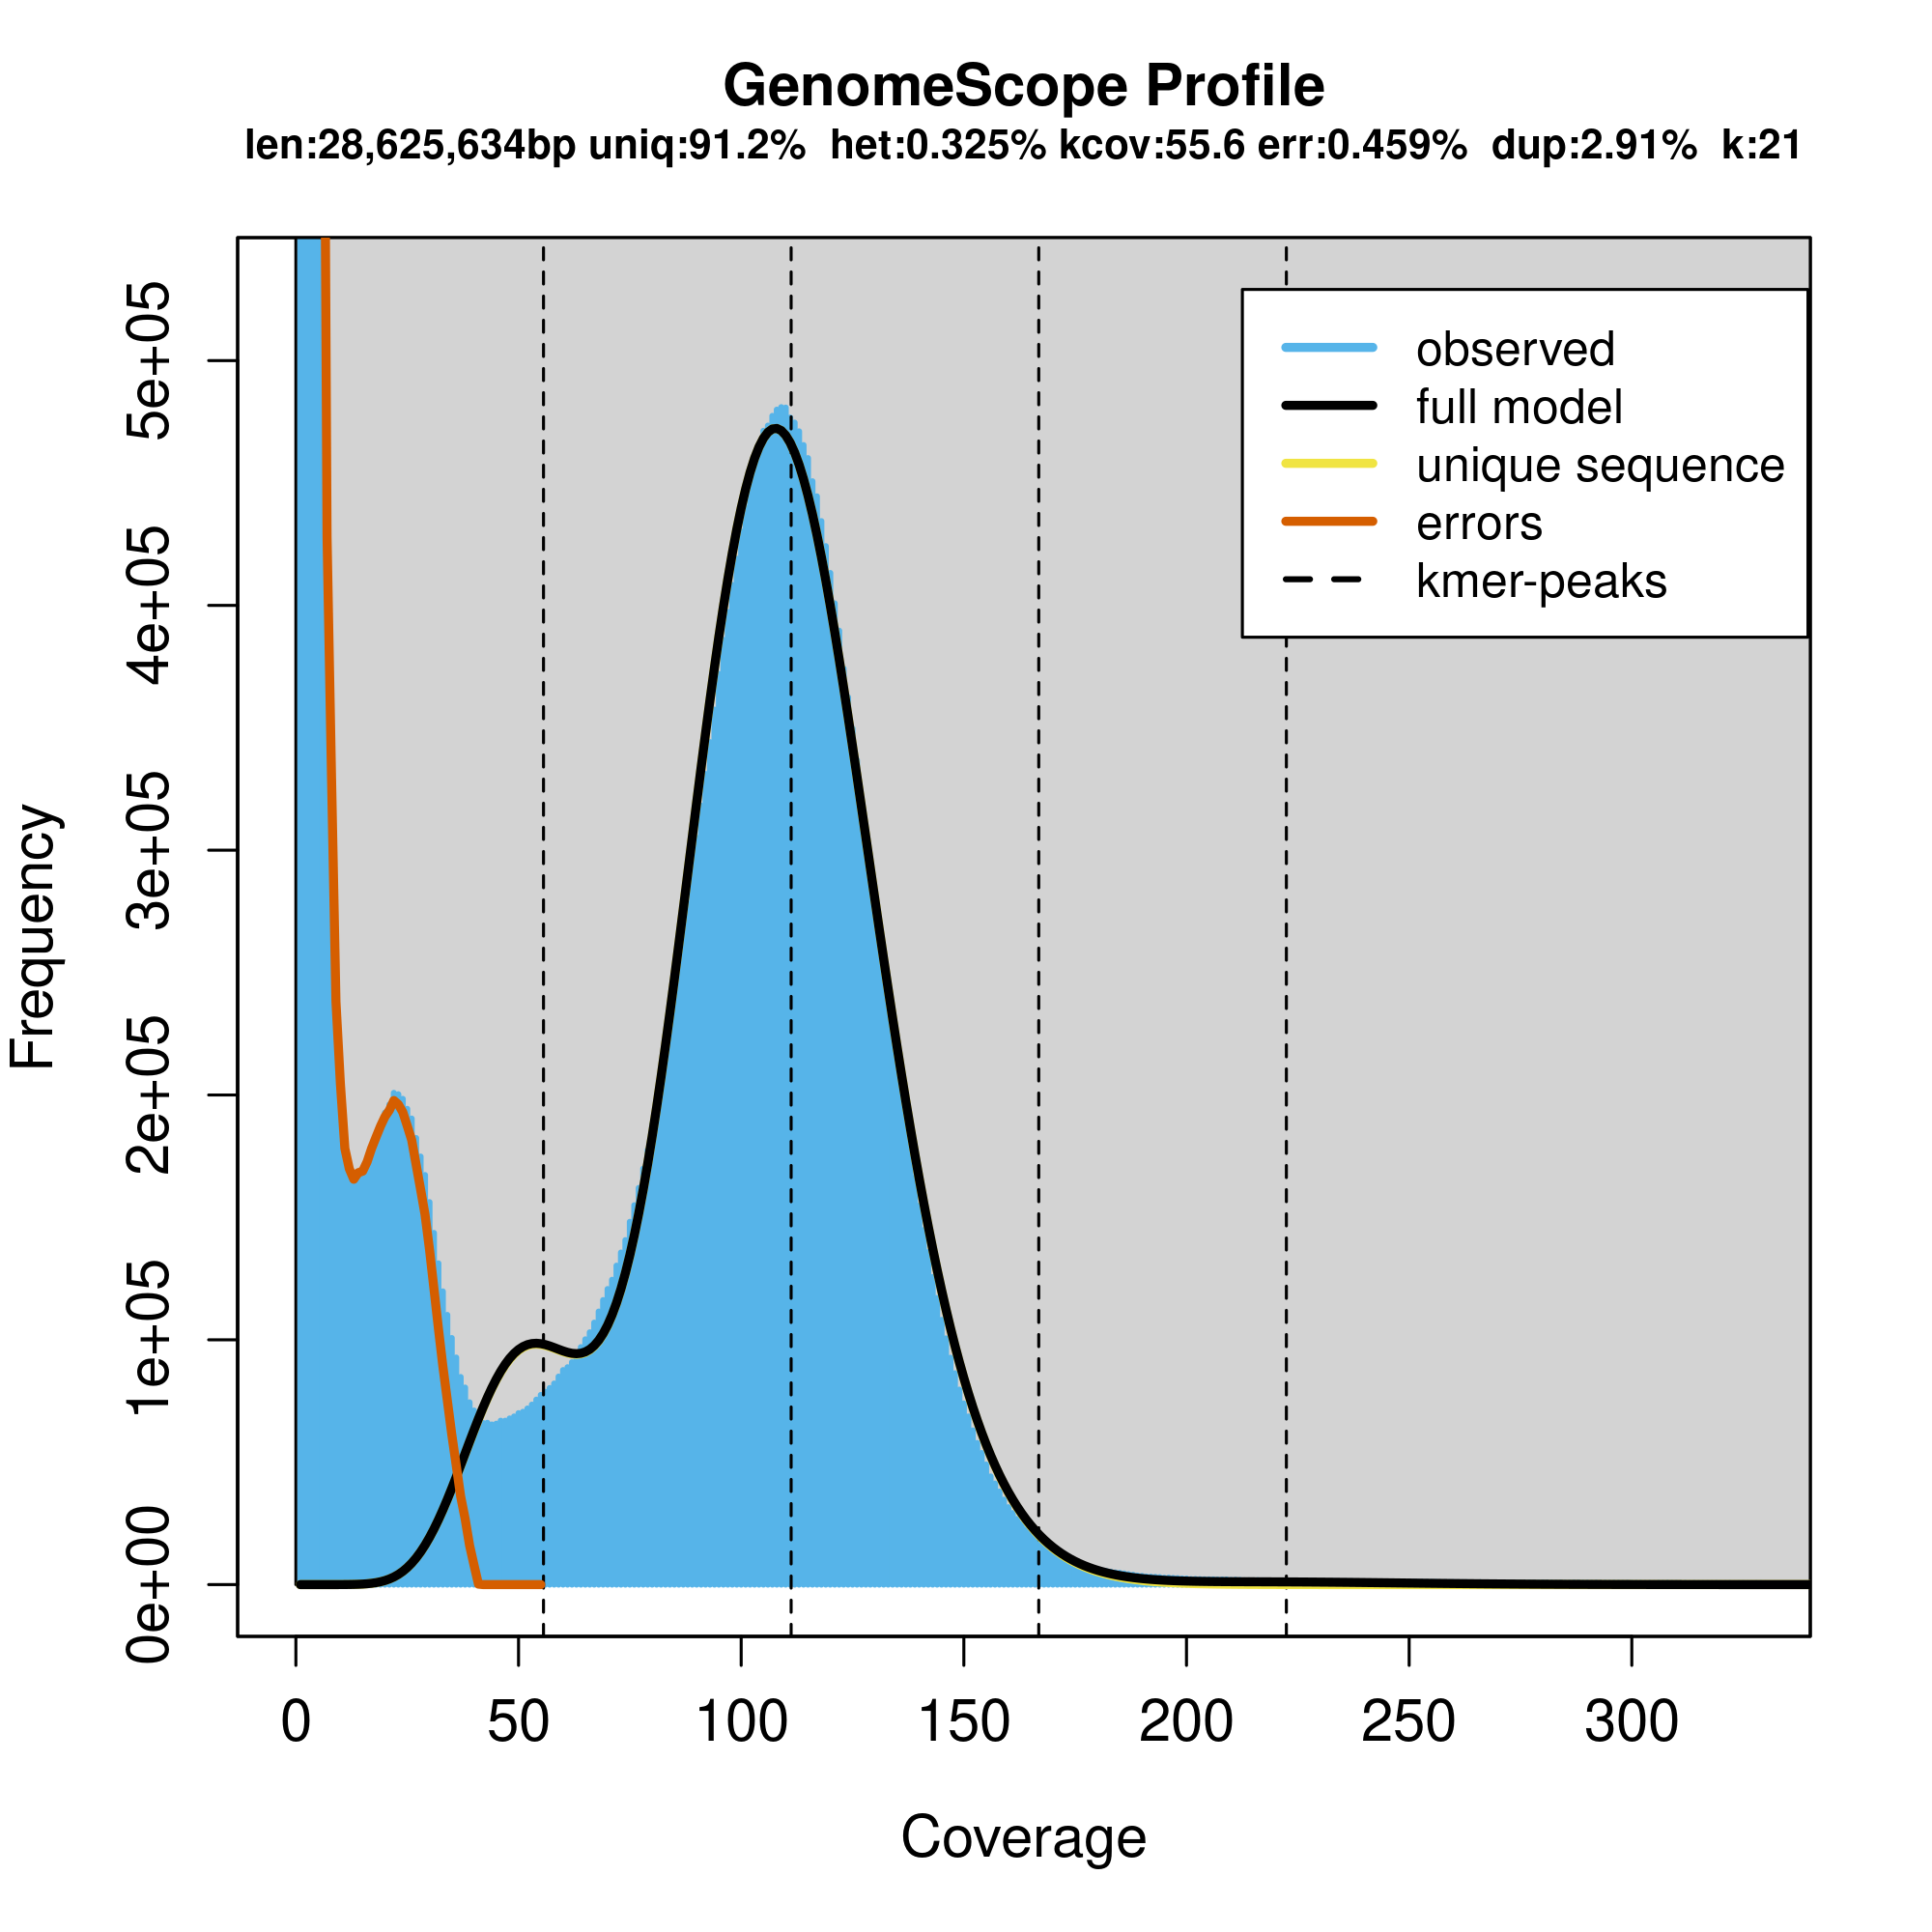 GenomeScope Profile
len:28,625,634bp uniq:91.2% het:0.325% kcov:55.6 err:0.459% dup:2.91% k:21
observed
full model
unique sequence
errors
kmer-peaks
Frequency
5e+05
4e+05
3e+05
2e+05
1e+05
0e+00
0 50 100 150 200 250 300
Coverage